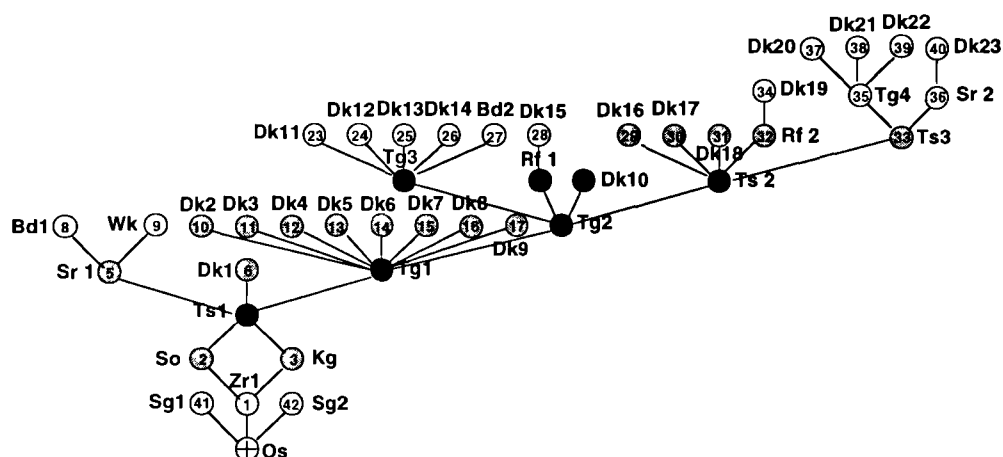 Dk21 Dk22
Dk20 37 38 39 40 Dk23
34 Dk19 35 Tg4 36 Sr 2
Dk12 Dk13 Dk14 Bd2 Dk15 Dk16 Dk17
Dk11 23 24 25 26 27 28 29 30 31 32 Rf 2 33 Ts3
Tg3 Rf 1 Dk18
Dk10 Ts 2
Dk2 Dk3 Dk4 Dk5 Dk6 Dk7 Dk8
Bd1 8 Wk 9 10 11 12 13 14 15 16 17 Tg2
Dk9
Sr 1 5 Dk1 6 Tg1
Ts1
So 2 3 Kg
Zr1
Sg1 41 1 42 Sg2
Os